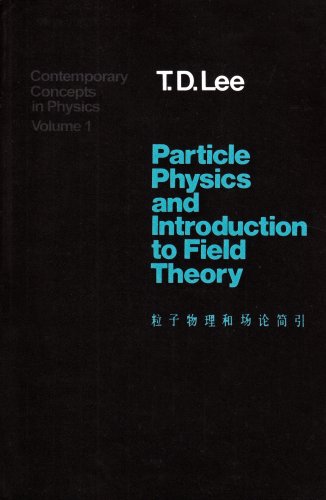 Contemporary
Concepts
in Physics
Volume 1
T.D. Lee
Particle
Physics
and
Introduction
to Field
Theory
粒子物理和场论简引